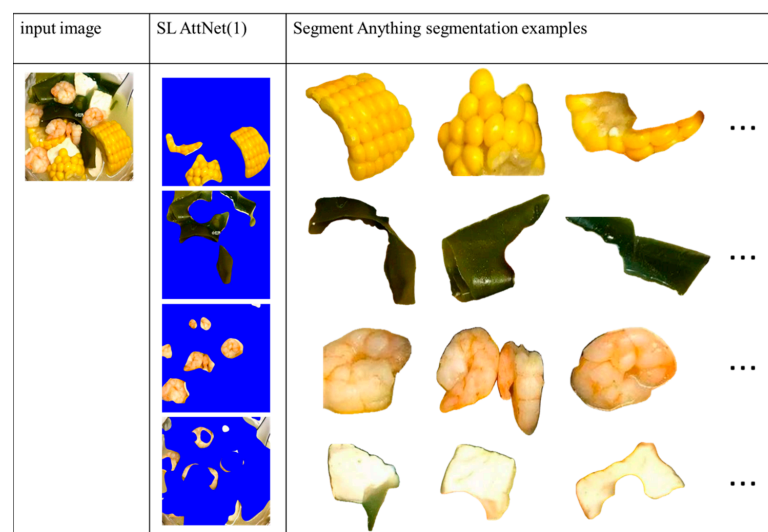 input image
SL AttNet(1)
Segment Anything segmentation examples
...
...
...
...